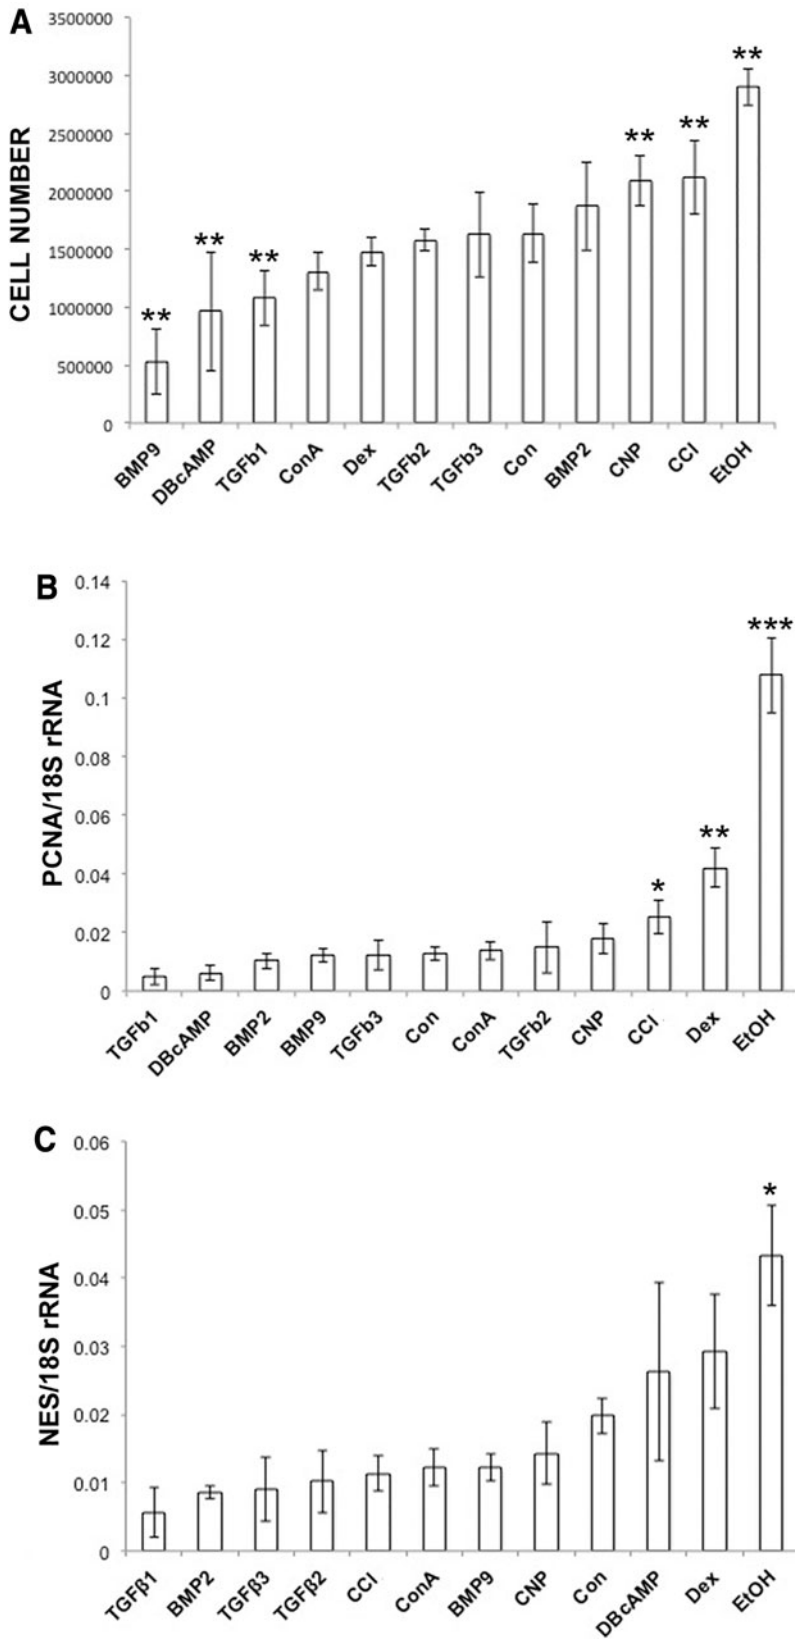 A
CELL NUMBER
3500000
3000000
2500000
2000000
1500000
1000000
500000
0
** ** ** ** ** **
BMP9 DBcAMP TGFb1 ConA Dex TGFb2 TGFb3 Con BMP2 CNP CCI EtOH
B
PCNA/18S rRNA
0.14
0.12
0.1
0.08
0.06
0.04
0.02
0
* ** ***
TGFb1 DBcAMP BMP2 BMP9 TGFb3 Con ConA TGFb2 CNP CCI Dex EtOH
C
NES/18S rRNA
0.06
0.05
0.04
0.03
0.02
0.01
0
*
TGFβ1 BMP2 TGFβ3 TGFβ2 CCI ConA BMP9 CNP Con DBcAMP Dex EtOH